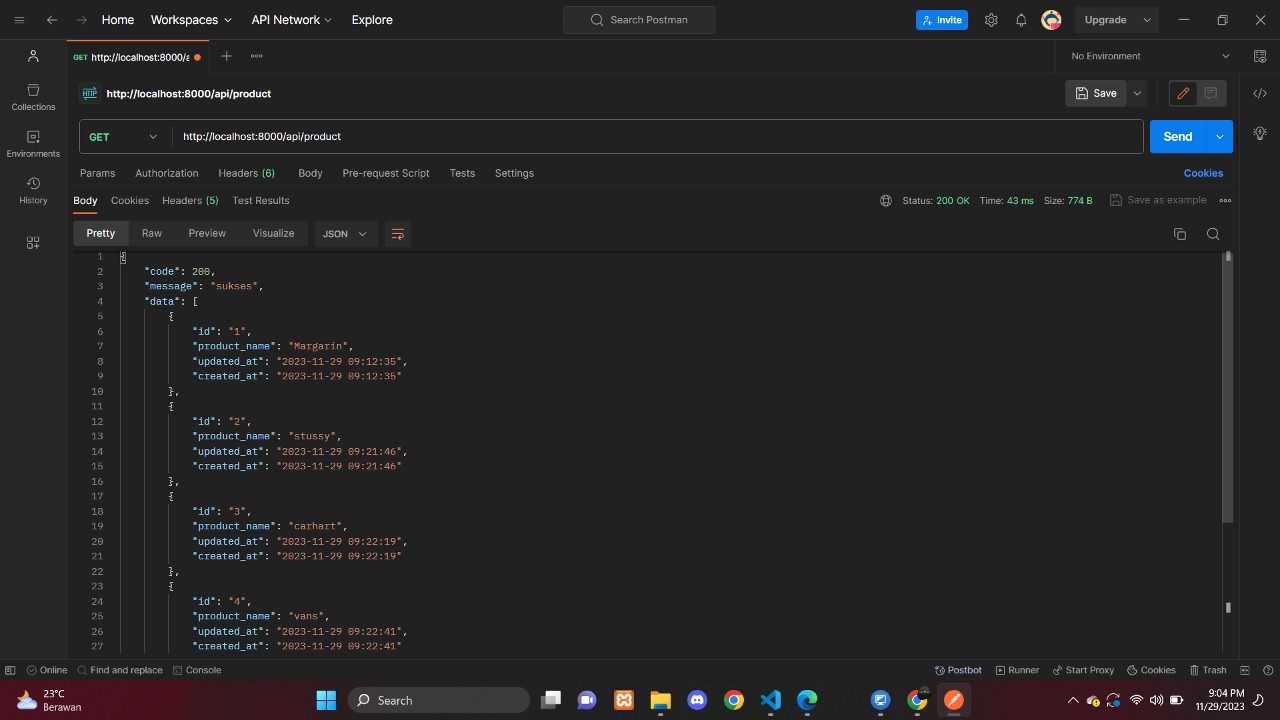 Home Workspaces API Network Explore Search Postman Invite Upgrade
GET http://localhost:8000/a No Environment
HTTP http://localhost:8000/api/product Save
GET http://localhost:8000/api/product Send
Params Authorization Headers (6) Body Pre-request Script Tests Settings Cookies
Body Cookies Headers (5) Test Results Status: 200 OK Time: 43 ms Size: 774 B Save as example
Pretty Raw Preview Visualize JSON
Collections
Environments
History
1 {
2 "code": 200,
3 "message": "sukses",
4 "data": [
5 {
6 "id": "1",
7 "product_name": "Margarin",
8 "updated_at": "2023-11-29 09:12:35",
9 "created_at": "2023-11-29 09:12:35"
10 },
11 {
12 "id": "2",
13 "product_name": "stussy",
14 "updated_at": "2023-11-29 09:21:46",
15 "created_at": "2023-11-29 09:21:46"
16 },
17 {
18 "id": "3",
19 "product_name": "carhart",
20 "updated_at": "2023-11-29 09:22:19",
21 "created_at": "2023-11-29 09:22:19"
22 },
23 {
24 "id": "4",
25 "product_name": "vans",
26 "updated_at": "2023-11-29 09:22:41",
27 "created_at": "2023-11-29 09:22:41"
Online Find and replace Console Postbot Runner Start Proxy Cookies Trash
23°C
Berawan
Search
9:04 PM
11/29/2023